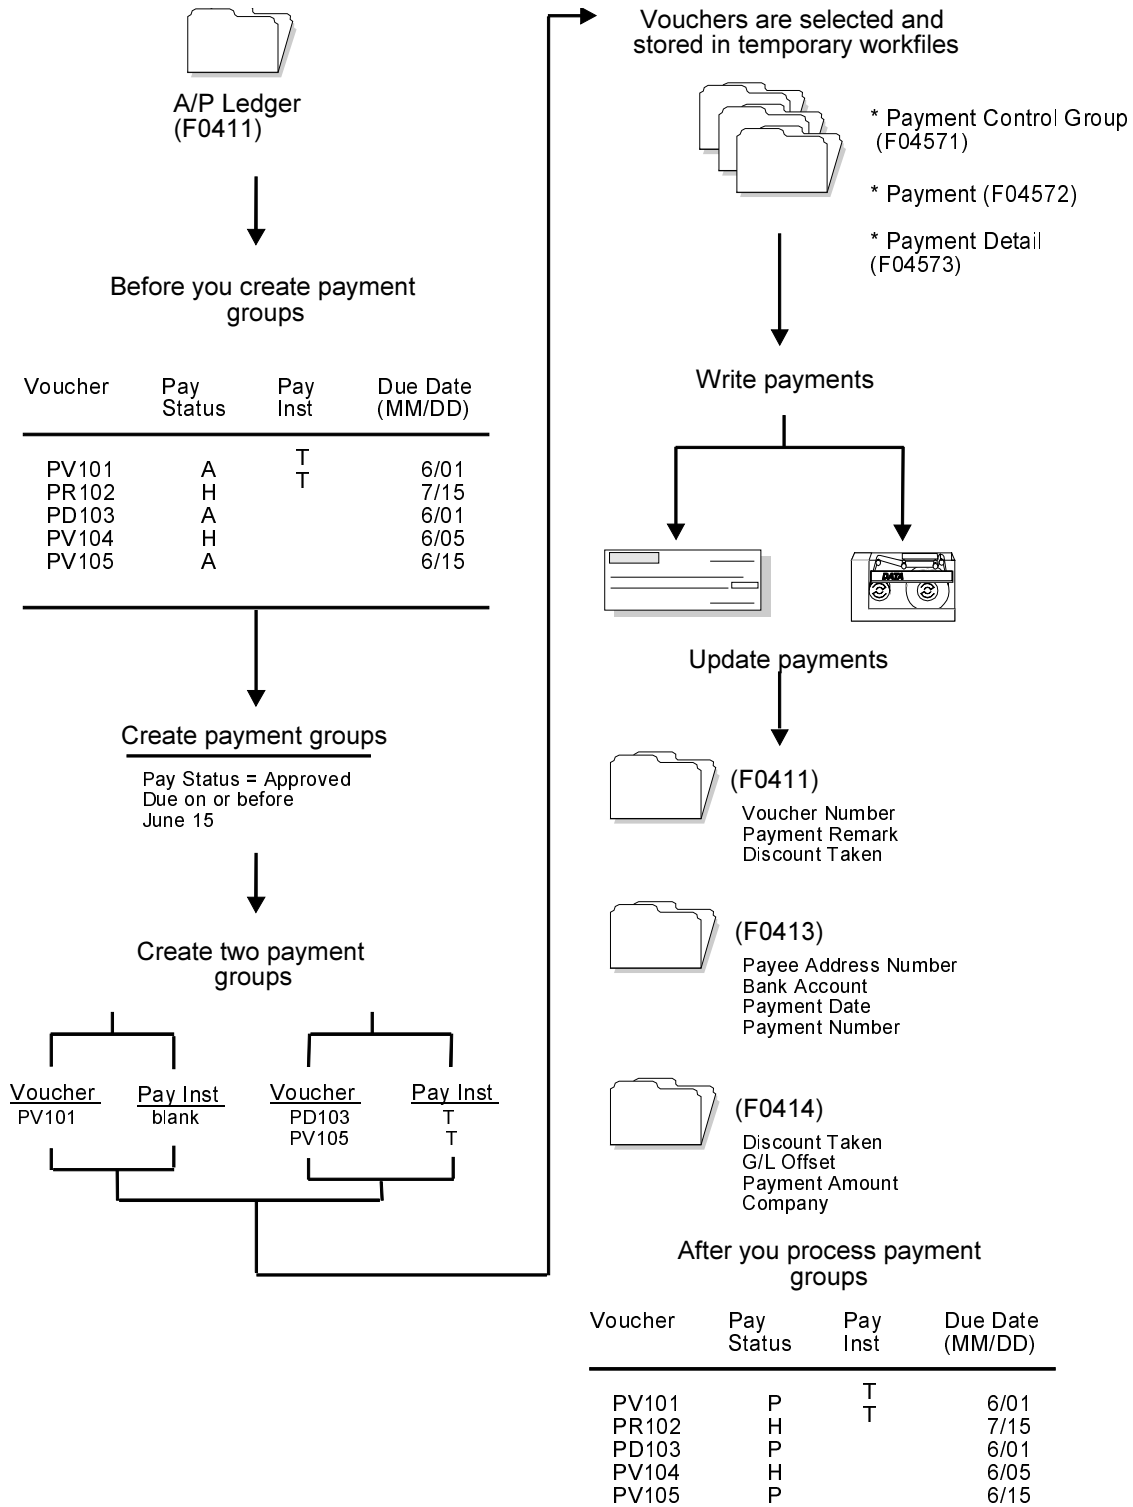 A/P Ledger
(F0411)
Before you create payment
groups
Voucher Pay Pay Due Date
Status Inst (MM/DD)
T
PV101 A 6/01
T
PR102 H 7/15
PD103 A 6/01
PV104 H 6/05
PV105 A 6/15
Create payment groups
Pay Status = Approved
Due on or before
June 15
Create two payment
groups
Voucher Pay Inst Voucher Pay Inst
PV101 blank PD103 T
PV105 T
Vouchers are selected and
stored in temporary workfiles
* Payment Control Group
(F04571)
* Payment (F04572)
* Payment Detail
(F04573)
Write payments
DATA
Update payments
(F0411)
Voucher Number
Payment Remark
Discount Taken
(F0413)
Payee Address Number
Bank Account
Payment Date
Payment Number
(F0414)
Discount Taken
G/L Offset
Payment Amount
Company
After you process payment
groups
Voucher Pay Pay Due Date
Status Inst (MM/DD)
T
PV101 P 6/01
T
PR102 H 7/15
PD103 P 6/01
PV104 H 6/05
PV105 P 6/15